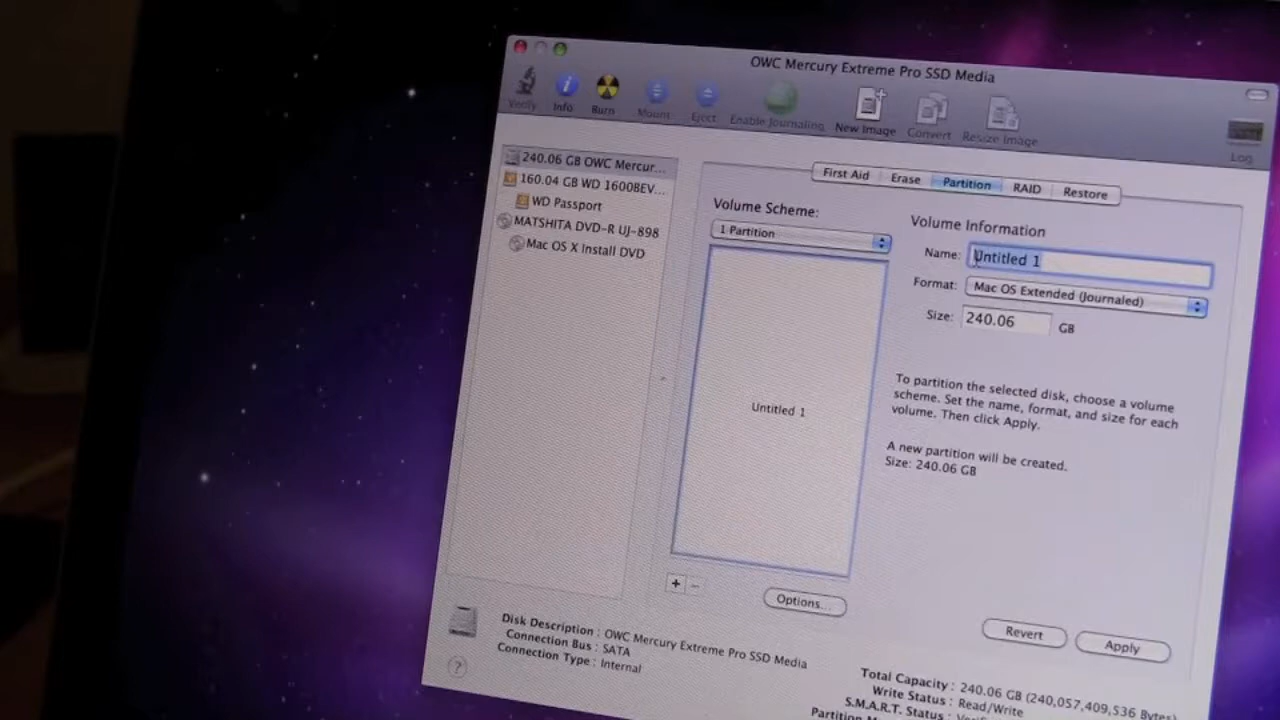 OWC Mercury Extreme Pro SSD Media
Verify Info Burn Mount Eject Enable Journaling New Image Convert Resize Image Log
240.06 GB OWC Mercur...
160.04 GB WD 1600BEV...
WD Passport
MATSHITA DVD-R UJ-898
Mac OS X Install DVD
First Aid Erase Partition RAID Restore
Volume Scheme:
1 Partition
Untitled 1
+ −
Options...
Volume Information
Name: Untitled 1
Format: Mac OS Extended (Journaled)
Size: 240.06 GB
To partition the selected disk, choose a volume
scheme. Set the name, format, and size for each
volume. Then click Apply.
A new partition will be created.
Size: 240.06 GB
Revert Apply
?
Disk Description : OWC Mercury Extreme Pro SSD Media
Connection Bus : SATA
Connection Type : Internal
Total Capacity : 240.06 GB (240,057,409,536 Bytes)
Write Status : Read/Write
S.M.A.R.T. Status :
Partition